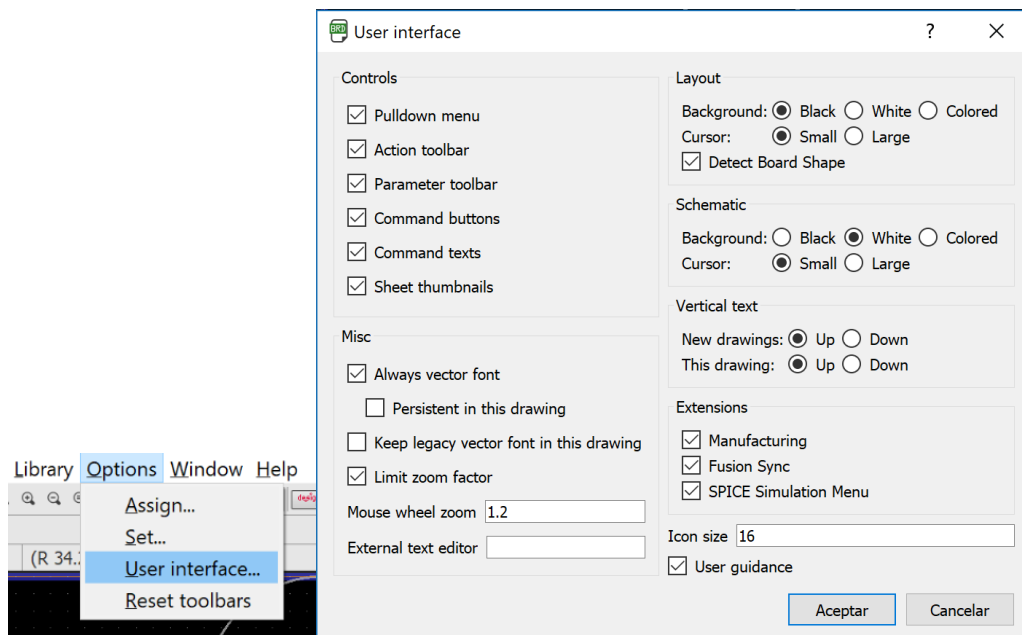 Library Options Window Help
Assign...
Set...
User interface...
Reset toolbars
(R 34.
BRD User interface
Controls
Pulldown menu
Action toolbar
Parameter toolbar
Command buttons
Command texts
Sheet thumbnails
Misc
Always vector font
Persistent in this drawing
Keep legacy vector font in this drawing
Limit zoom factor
Mouse wheel zoom 1.2
External text editor
Layout
Background: Black White Colored
Cursor: Small Large
Detect Board Shape
Schematic
Background: Black White Colored
Cursor: Small Large
Vertical text
New drawings: Up Down
This drawing: Up Down
Extensions
Manufacturing
Fusion Sync
SPICE Simulation Menu
Icon size 16
User guidance
Aceptar Cancelar